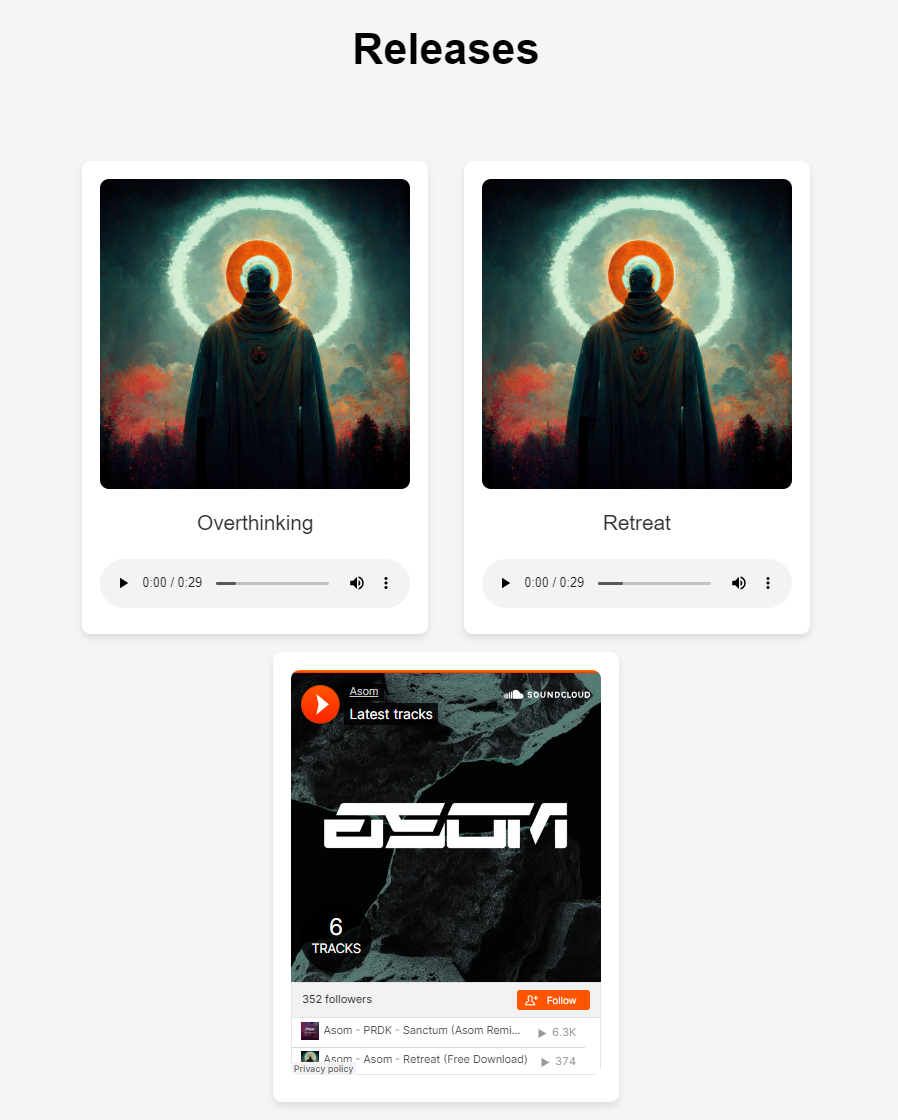 Releases
Overthinking
0:00 / 0:29
Retreat
0:00 / 0:29
Asom
SOUNDCLOUD
Latest tracks
ASOM
6
TRACKS
352 followers
Follow
Asom - PRDK - Sanctum (Asom Remi...
6.3K
Asom - Asom - Retreat (Free Download)
374
Privacy policy